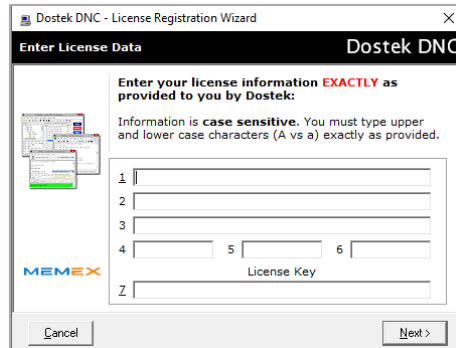 Dostek DNC - License Registration Wizard
Enter License Data Dostek DNC
Enter your license information EXACTLY as
provided to you by Dostek:
Information is case sensitive. You must type upper
and lower case characters (A vs a) exactly as provided.
1
2
3
4 5 6
MEMEX
License Key
7
Cancel Next >